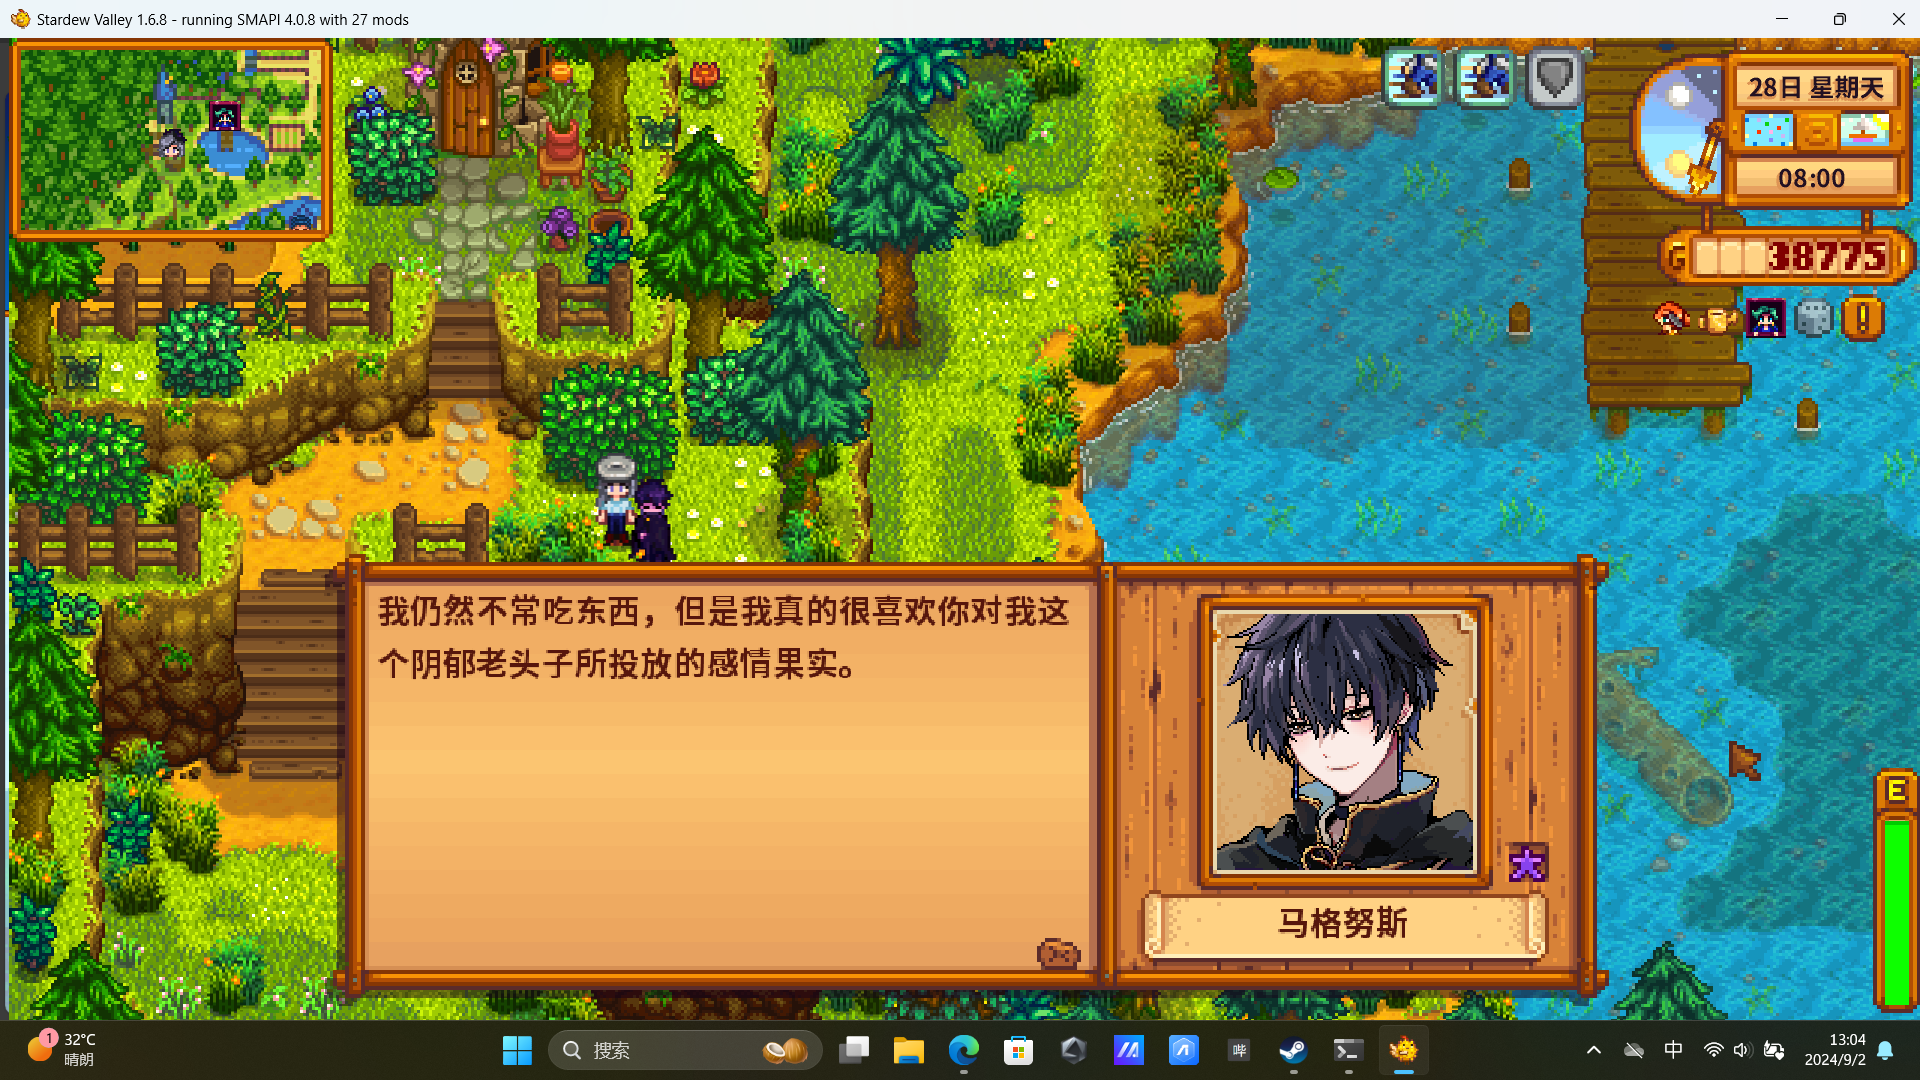 Stardew Valley 1.6.8 - running SMAPI 4.0.8 with 27 mods
28日 星期天
08:00
G 38775
我仍然不常吃东西，但是我真的很喜欢你对我这
个阴郁老头子所投放的感情果实。
马格努斯
E
1
32°C
晴朗
搜索
哔
中
13:04
2024/9/2